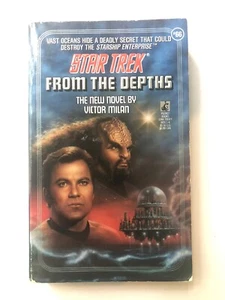 VAST OCEANS HIDE A DEADLY SECRET THAT COULD
DESTROY THE STARSHIP ENTERPRISE™
#66
STAR TREK
FROM THE DEPTHS
THE NEW NOVEL BY
VICTOR MILAN